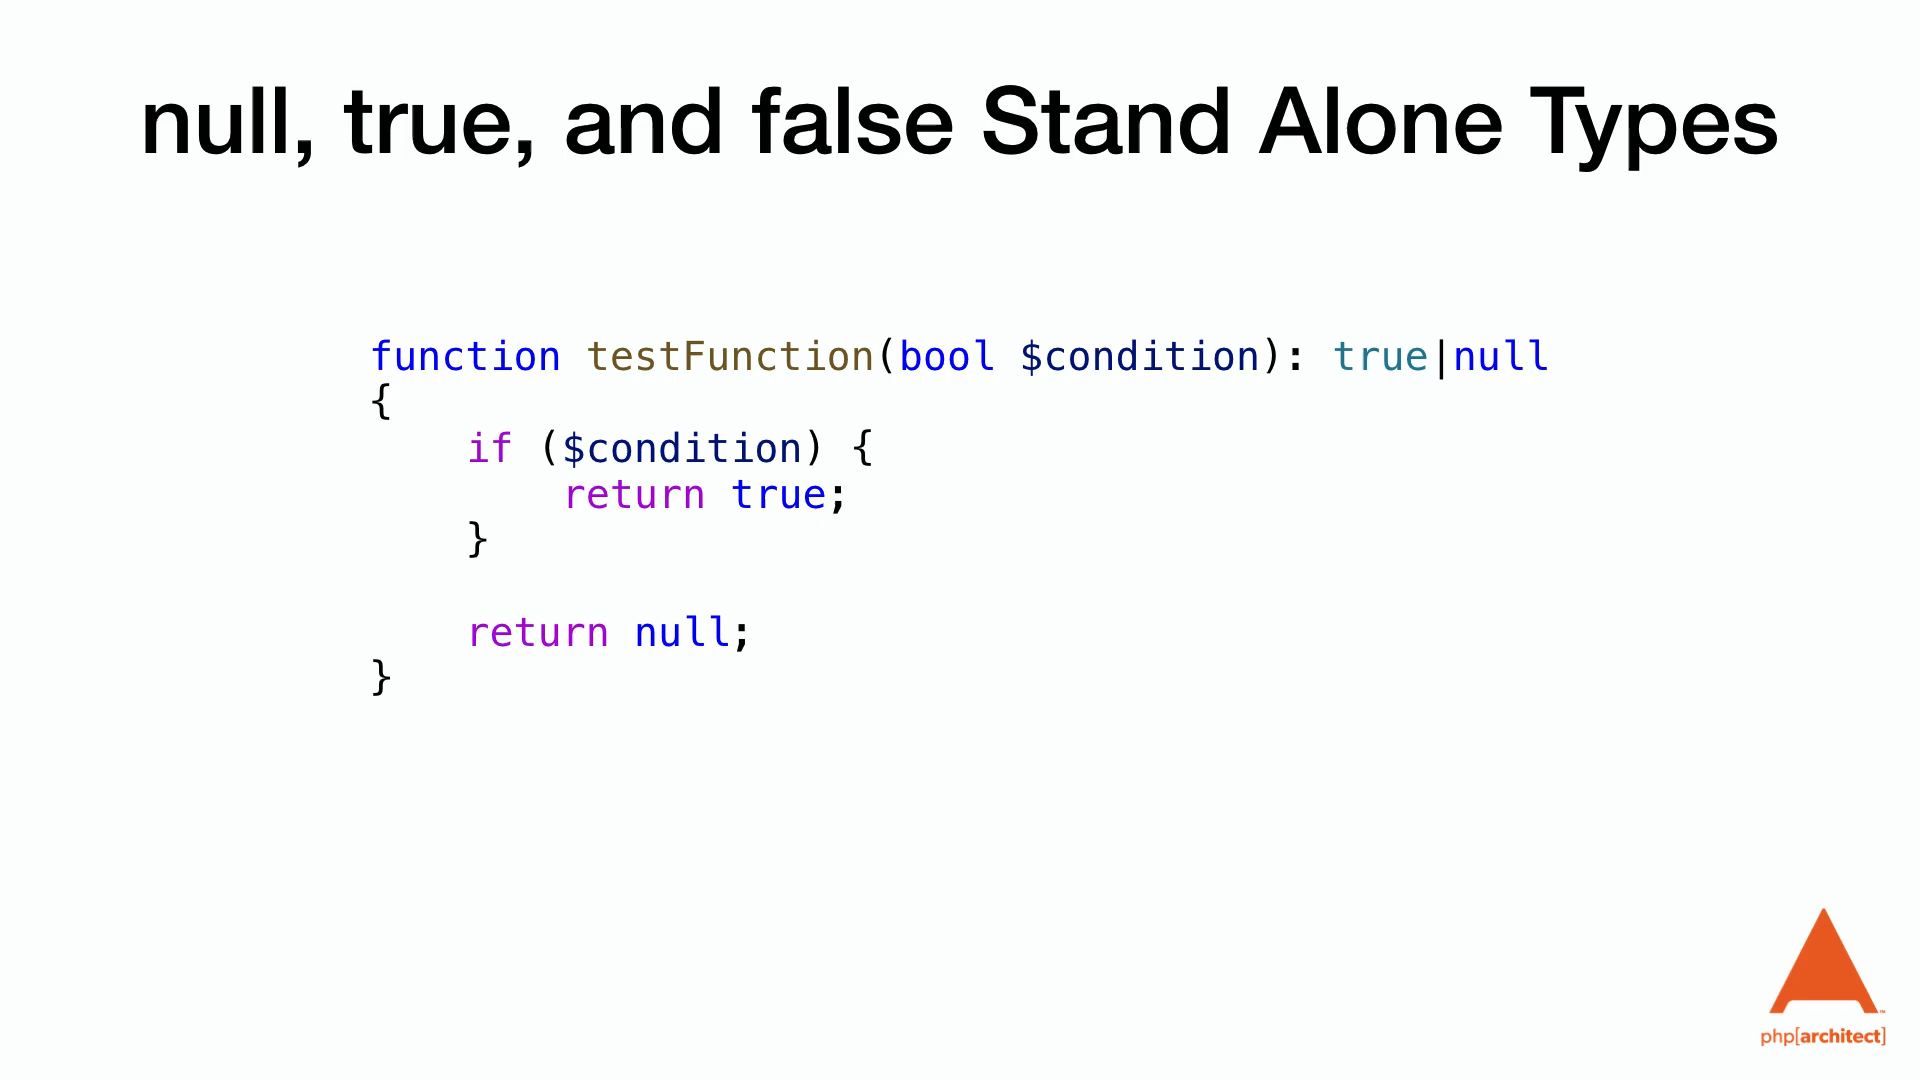 null, true, and false Stand Alone Types
function testFunction(bool $condition): true|null
{
    if ($condition) {
        return true;
    }
    return null;
}
php[architect]